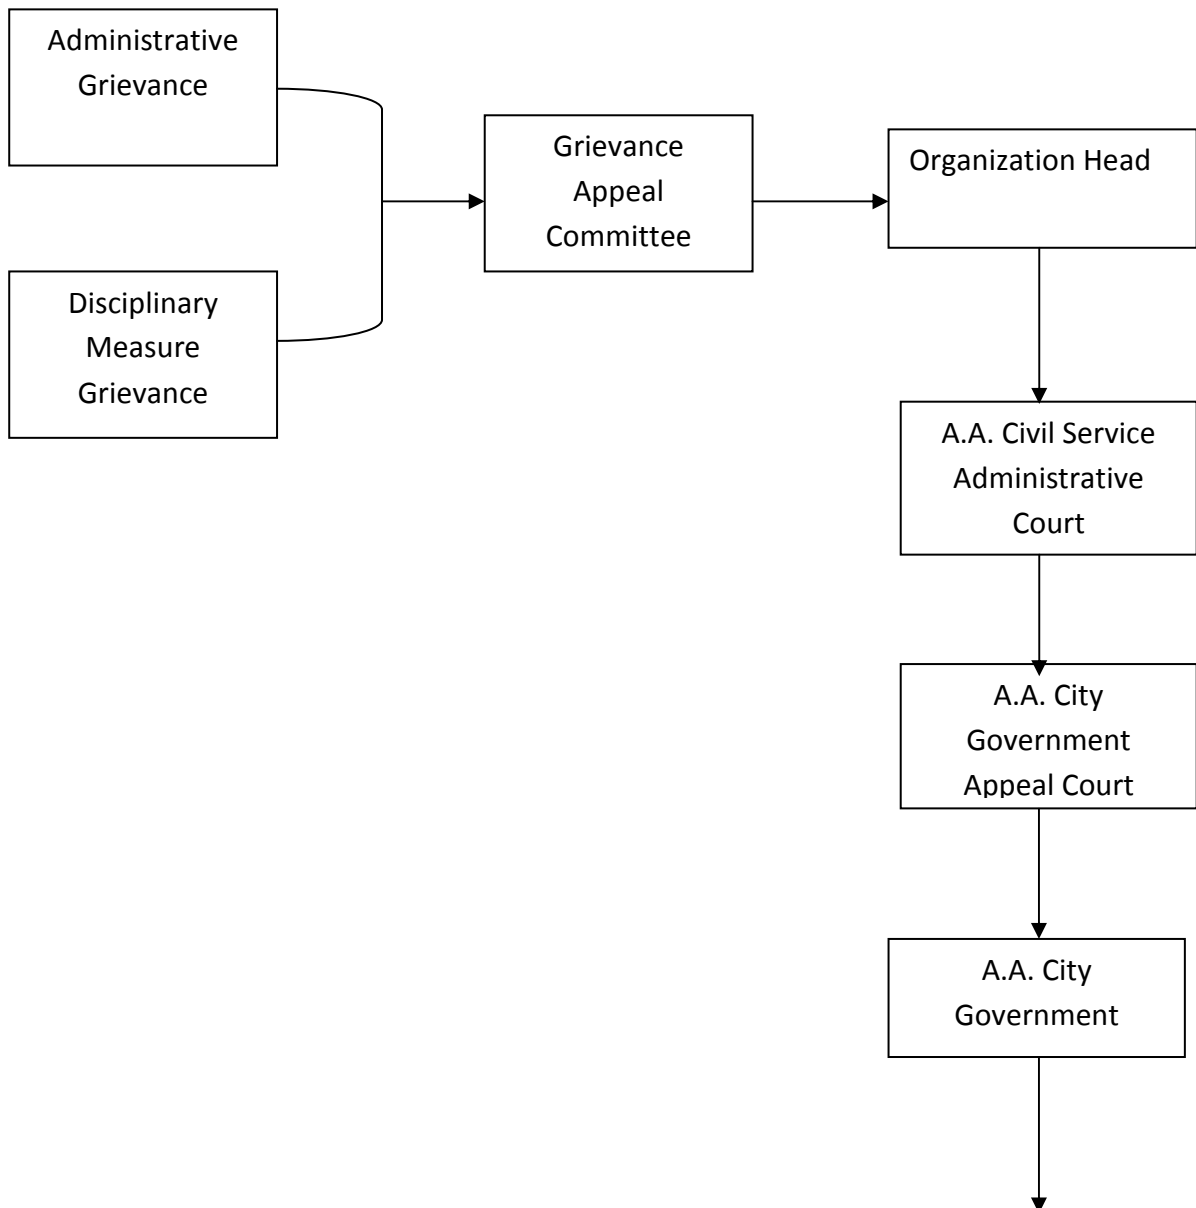 Administrative
Grievance
Disciplinary
Measure
Grievance
Grievance
Appeal
Committee
Organization Head
A.A. Civil Service
Administrative
Court
A.A. City
Government
Appeal Court
A.A. City
Government